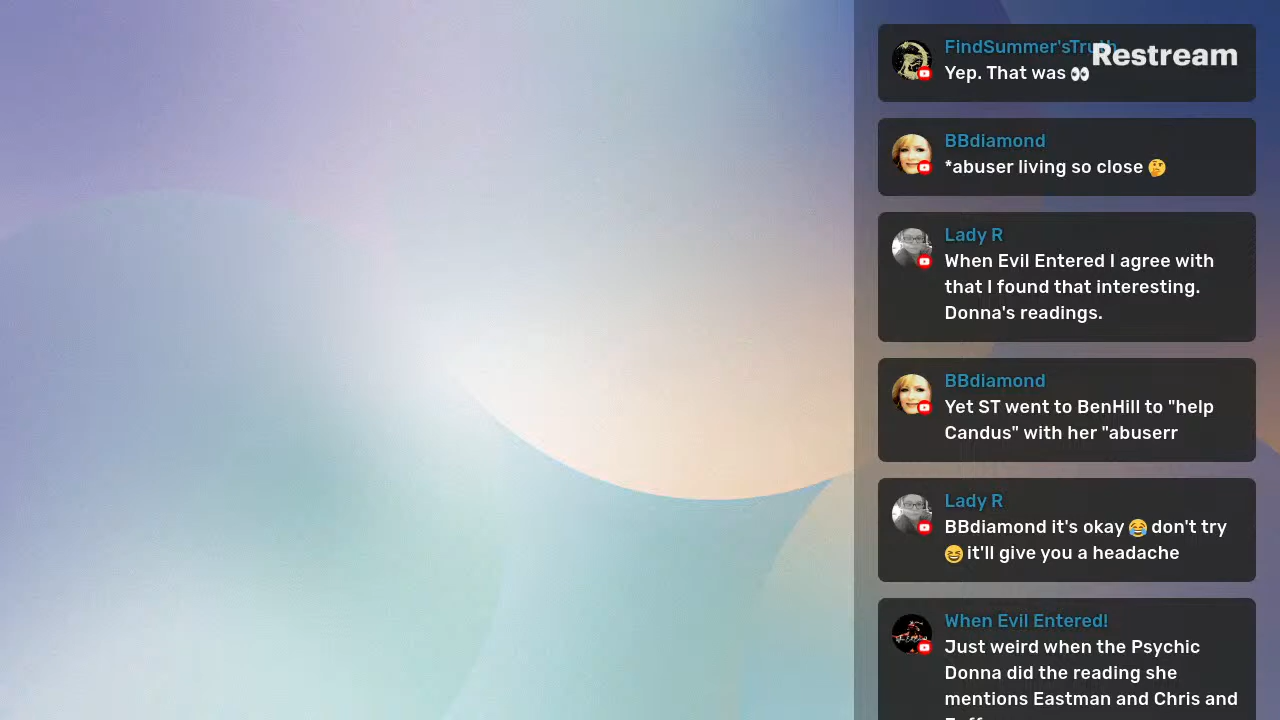 FindSummer'sTruth
Restream
Yep. That was 👀
BBdiamond
*abuser living so close 🤔
Lady R
When Evil Entered I agree with
that I found that interesting.
Donna's readings.
BBdiamond
Yet ST went to BenHill to "help
Candus" with her "abuserr
Lady R
BBdiamond it's okay 😂 don't try
😆 it'll give you a headache
When Evil Entered!
Just weird when the Psychic
Donna did the reading she
mentions Eastman and Chris and